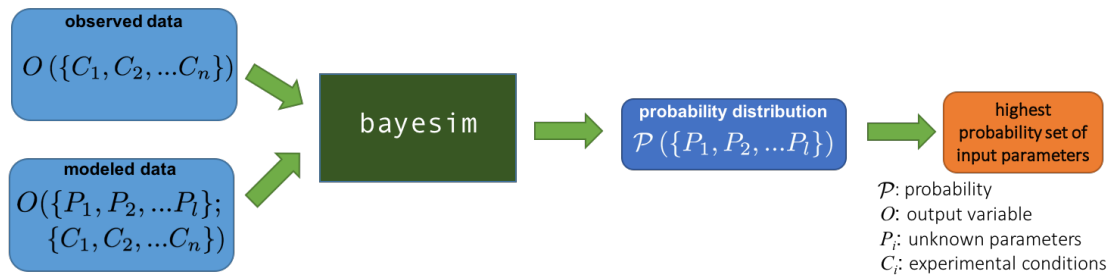 observed data
O ({C₁, C₂, ...Cₙ})
modeled data
O({P₁, P₂, ...Pₗ};
{C₁, C₂, ...Cₙ})
bayesim
probability distribution
𝒫 ({P₁, P₂, ...Pₗ})
highest
probability set of
input parameters
𝒫: probability
O: output variable
Pᵢ: unknown parameters
Cᵢ: experimental conditions